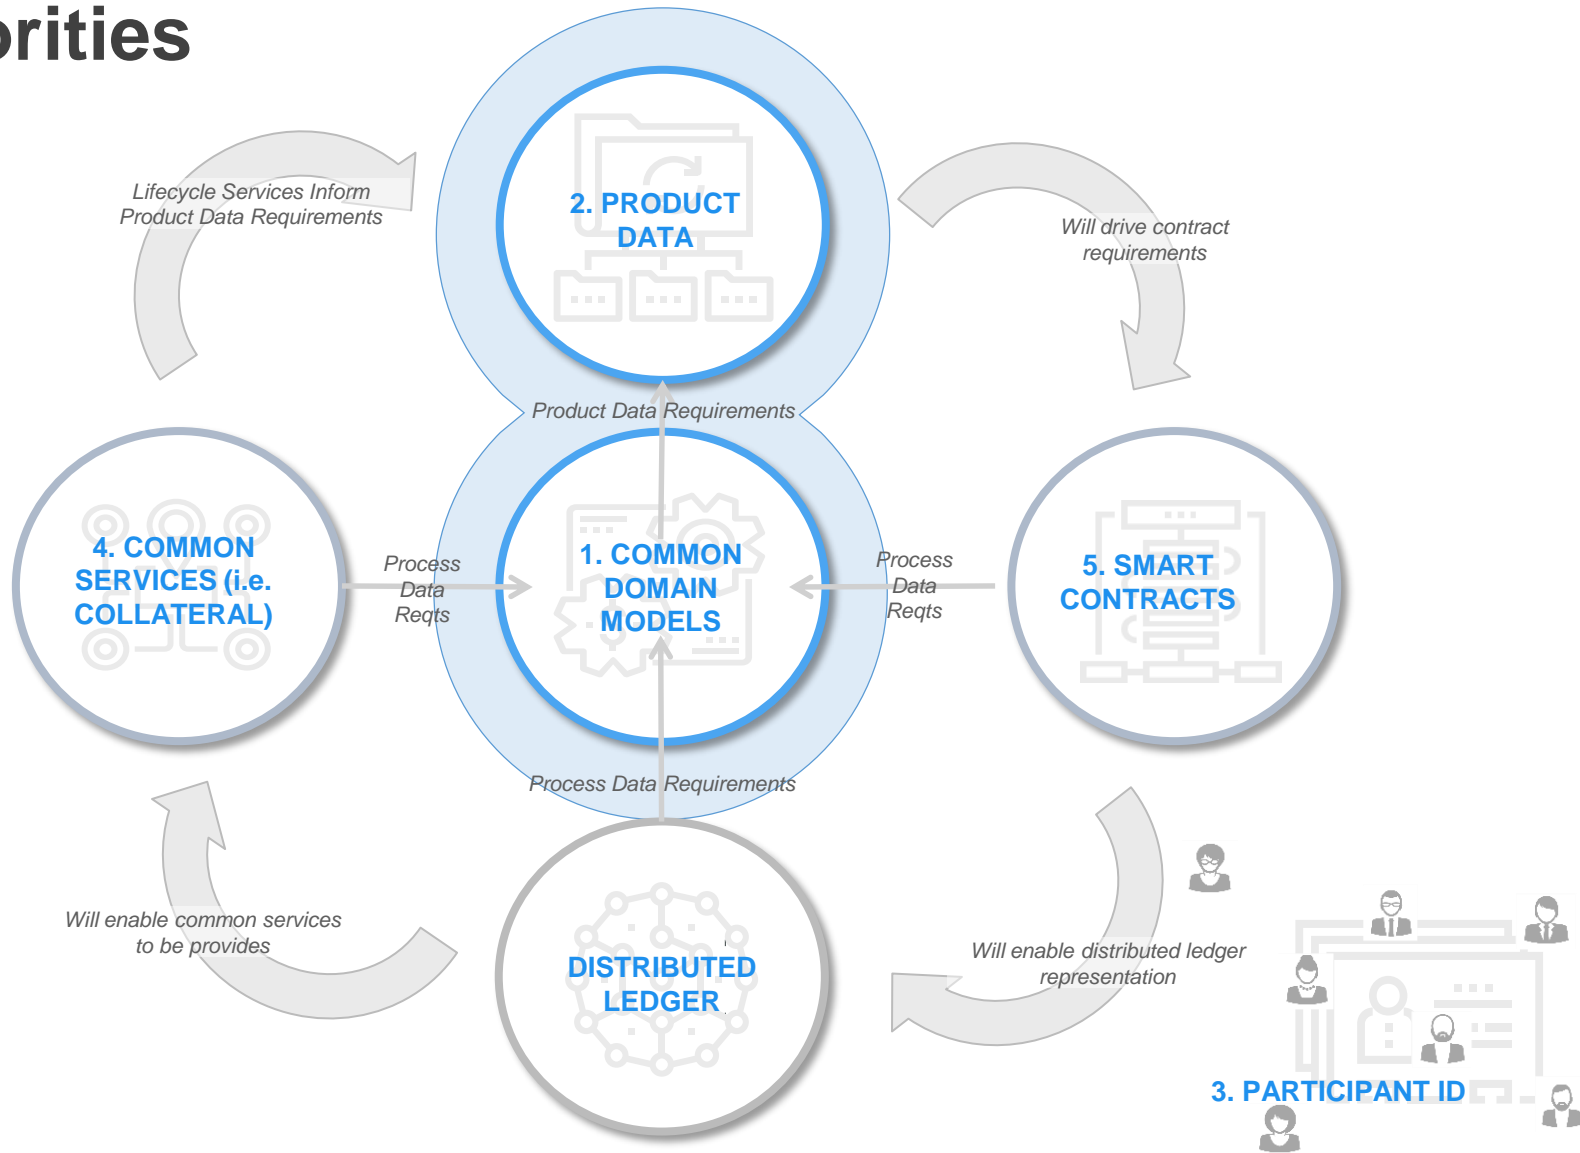 orities
2. PRODUCT
DATA
Lifecycle Services Inform
Product Data Requirements
Will drive contract
requirements
Product Data Requirements
4. COMMON
SERVICES (i.e.
COLLATERAL)
Process
Data
Reqts
1. COMMON
DOMAIN
MODELS
Process
Data
Reqts
5. SMART
CONTRACTS
Process Data Requirements
Will enable common services
to be provides
DISTRIBUTED
LEDGER
Will enable distributed ledger
representation
3. PARTICIPANT ID